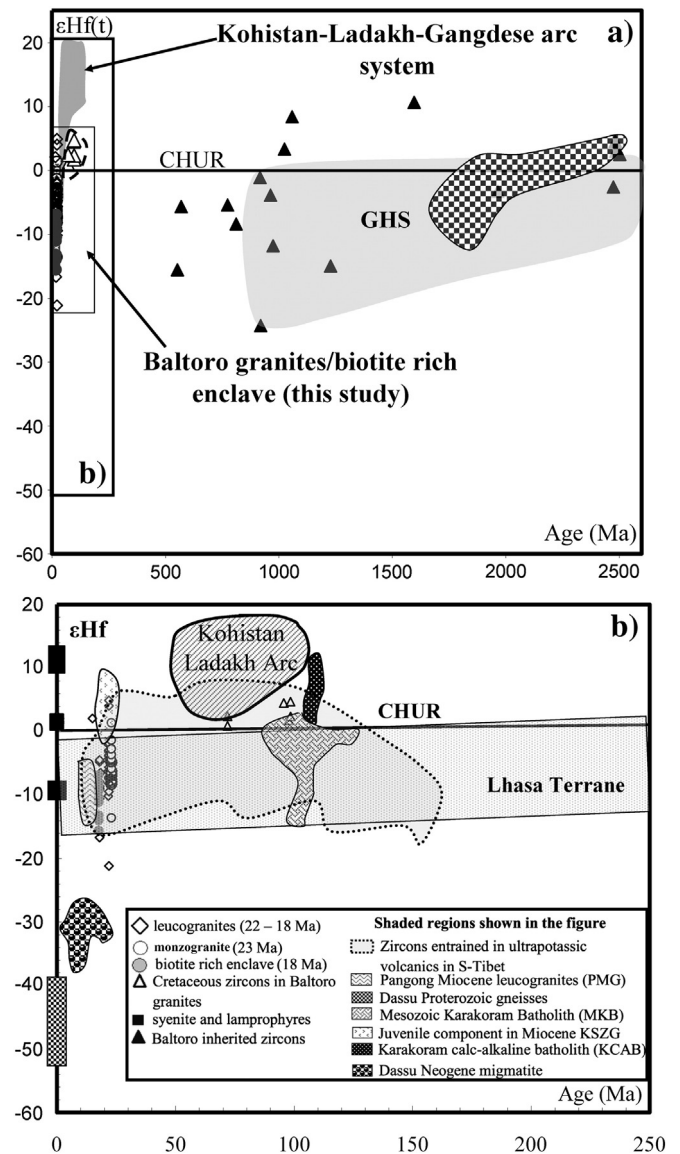 εHf(t)
Kohistan-Ladakh-Gangdese arc
system
a)
20
10
CHUR
0
GHS
-10
-20
Baltoro granites/biotite rich
enclave (this study)
-30
-40
b)
-50
Age (Ma)
-60
0
500
1000
1500
2000
2500
20
εHf
b)
Kohistan
Ladakh Arc
10
CHUR
0
Lhasa Terrane
-10
-20
-30
-40
-50
-60
leucogranites (22 – 18 Ma)
monzogranite (23 Ma)
biotite rich enclave (18 Ma)
Cretaceous zircons in Baltoro
granites
syenite and lamprophyres
Baltoro inherited zircons
Shaded regions shown in the figure
Zircons entrained in ultrapotassic
volcanics in S-Tibet
Pangong Miocene leucogranites (PMG)
Dassu Proterozoic gneisses
Mesozoic Karakoram Batholith (MKB)
Juvenile component in Miocene KSZG
Karakoram calc-alkaline batholith (KCAB)
Dassu Neogene migmatite
Age (Ma)
0
50
100
150
200
250